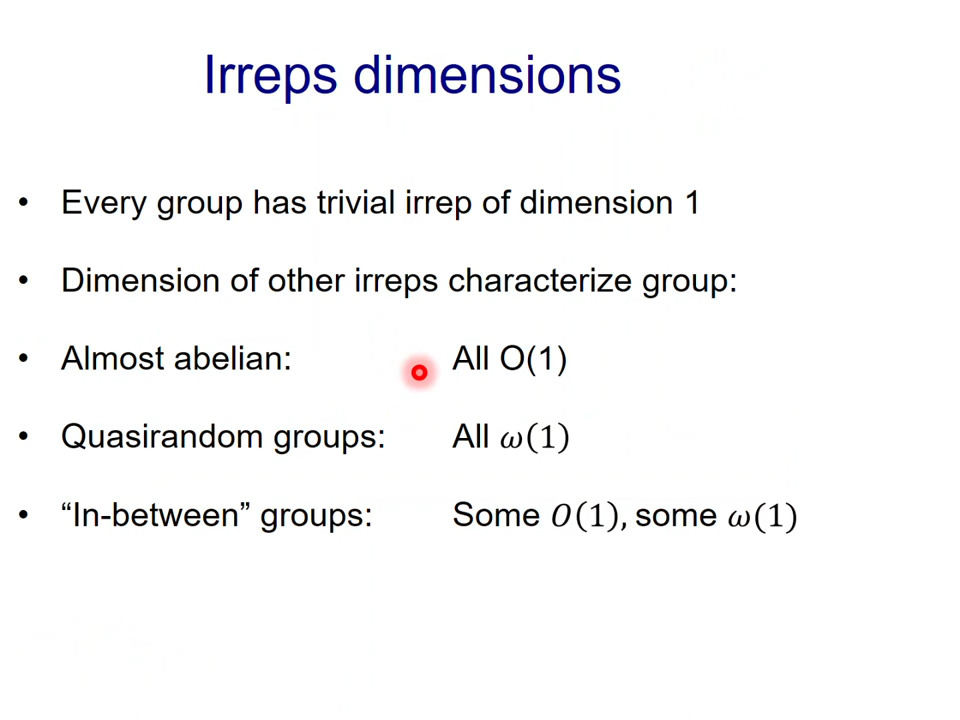 Irreps dimensions
• Every group has trivial irrep of dimension 1
• Dimension of other irreps characterize group:
• Almost abelian: All O(1)
• Quasirandom groups: All ω(1)
• “In-between” groups: Some O(1), some ω(1)